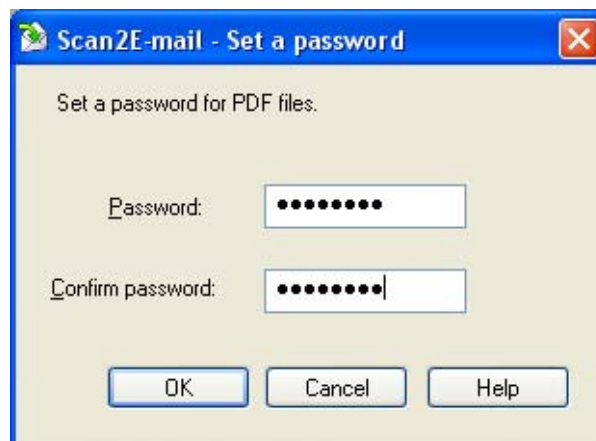 Scan2E-mail - Set a password
Set a password for PDF files.
Password: ●●●●●●●●
Confirm password: ●●●●●●●●
OK Cancel Help